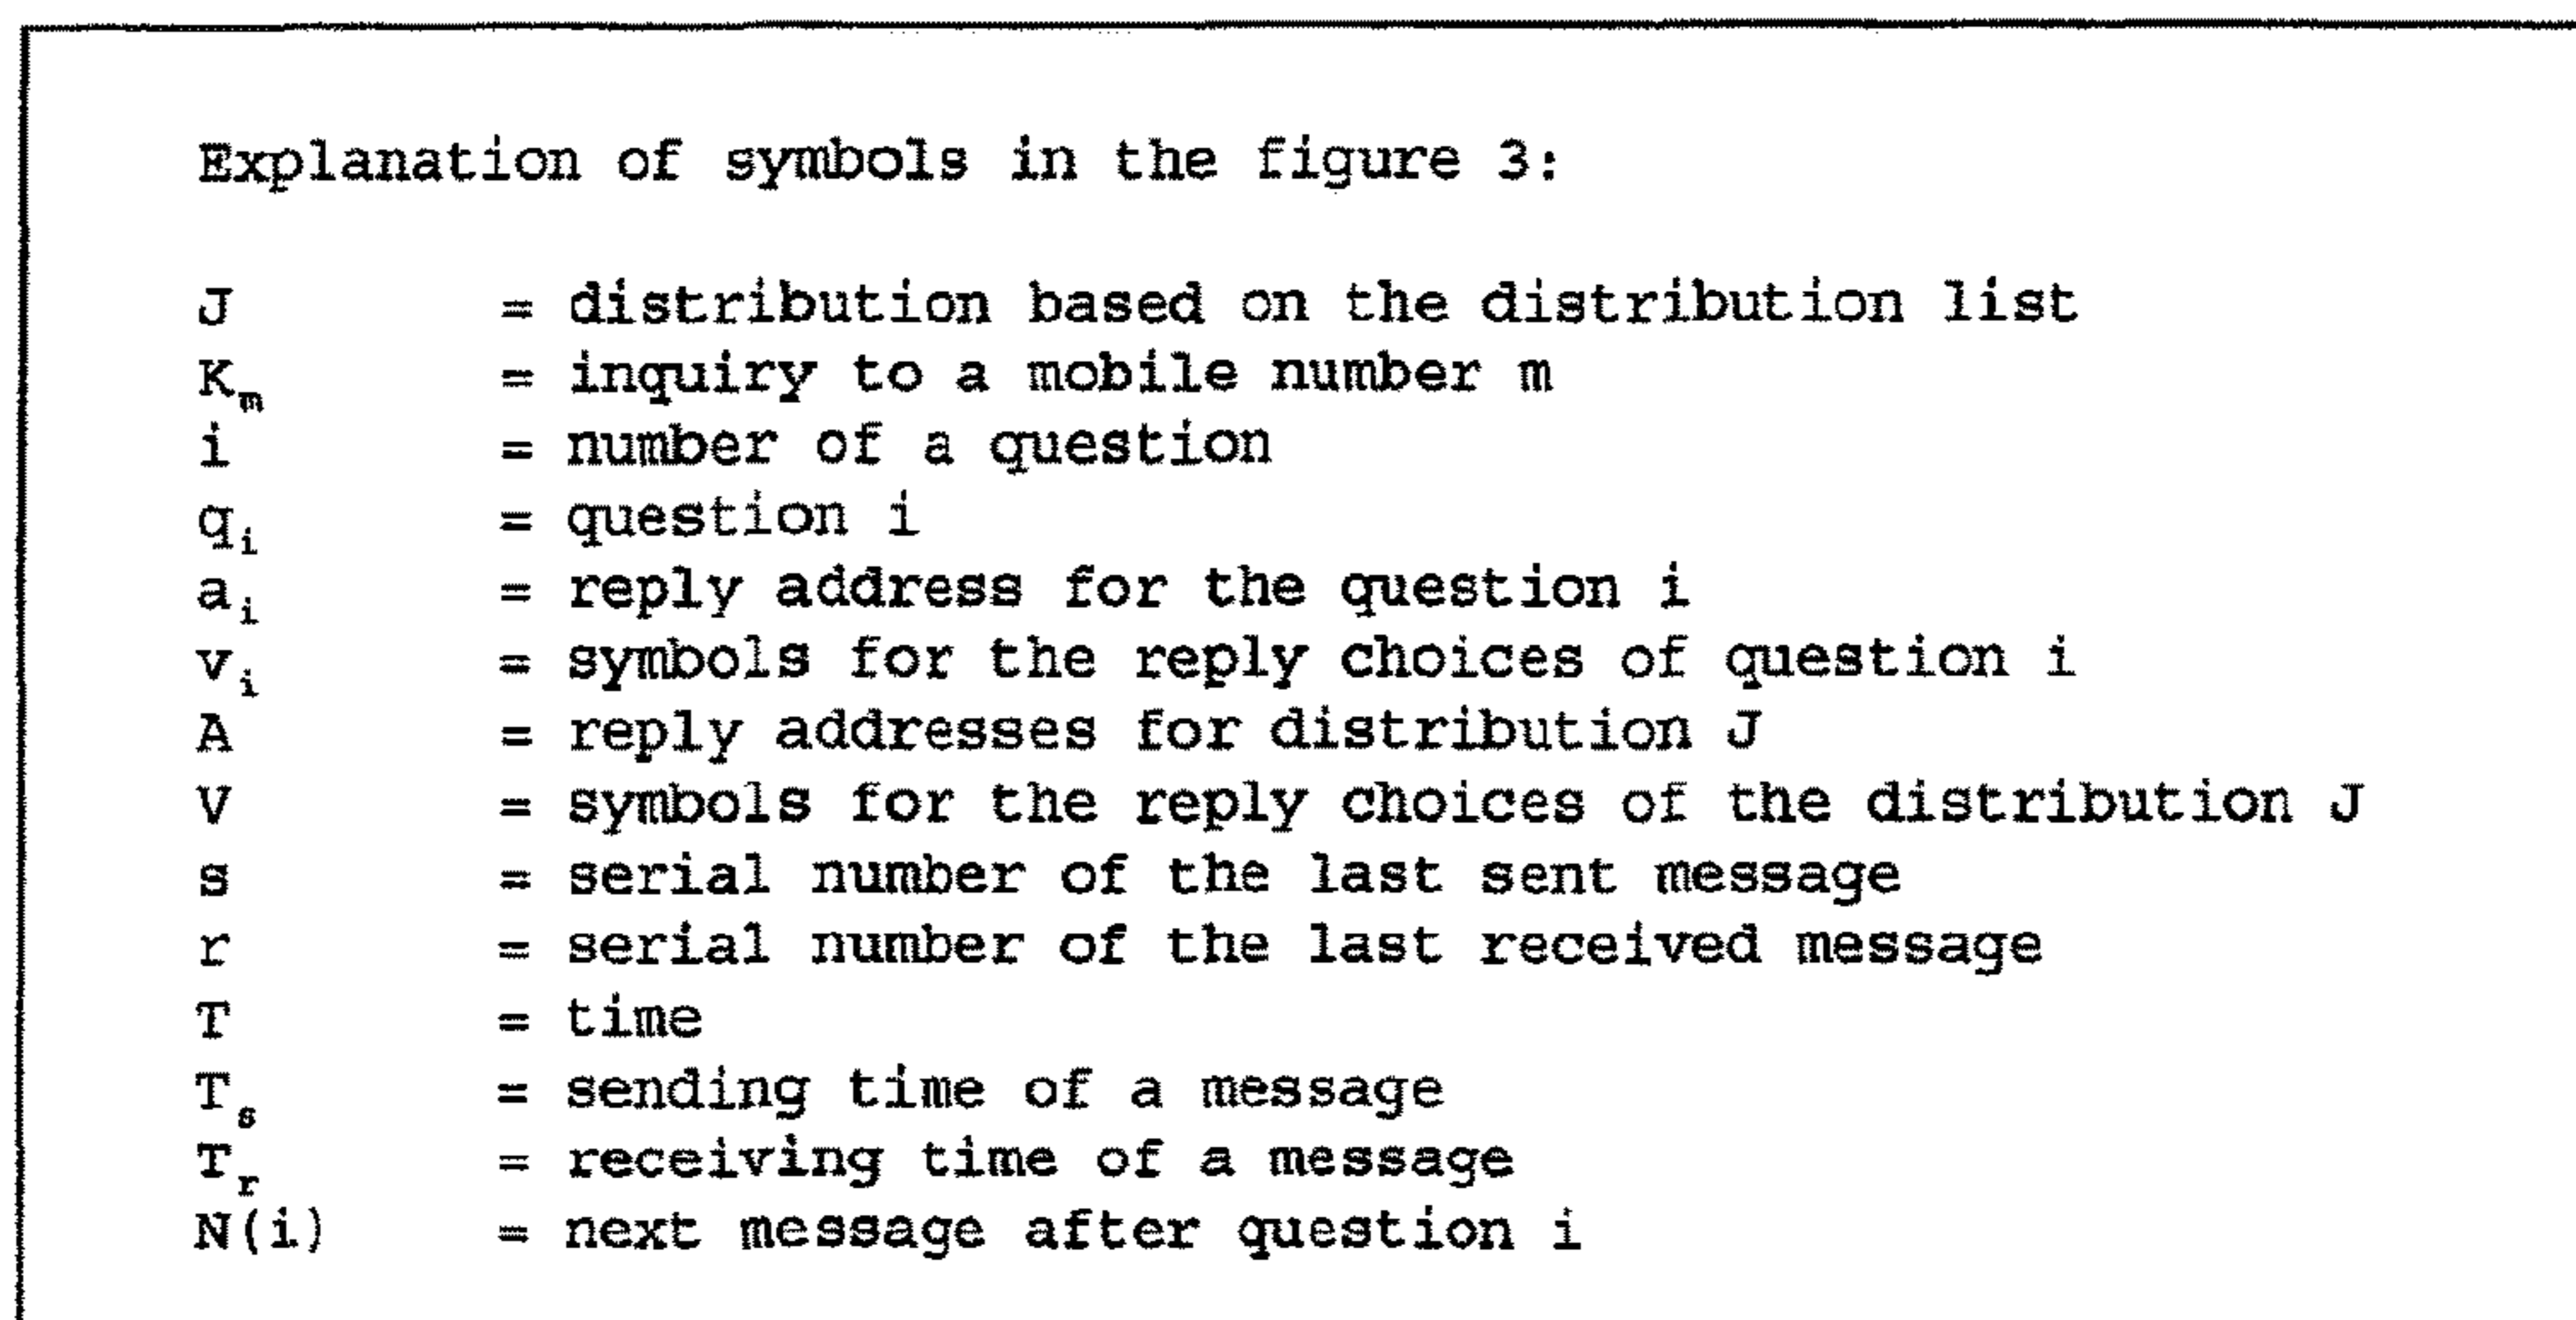 Explanation of symbols in the figure 3:
J = distribution based on the distribution list
Kₘ = inquiry to a mobile number m
i = number of a question
qᵢ = question i
aᵢ = reply address for the question i
vᵢ = symbols for the reply choices of question i
A = reply addresses for distribution J
V = symbols for the reply choices of the distribution J
s = serial number of the last sent message
r = serial number of the last received message
T = time
Tₛ = sending time of a message
Tᵣ = receiving time of a message
N(i) = next message after question i